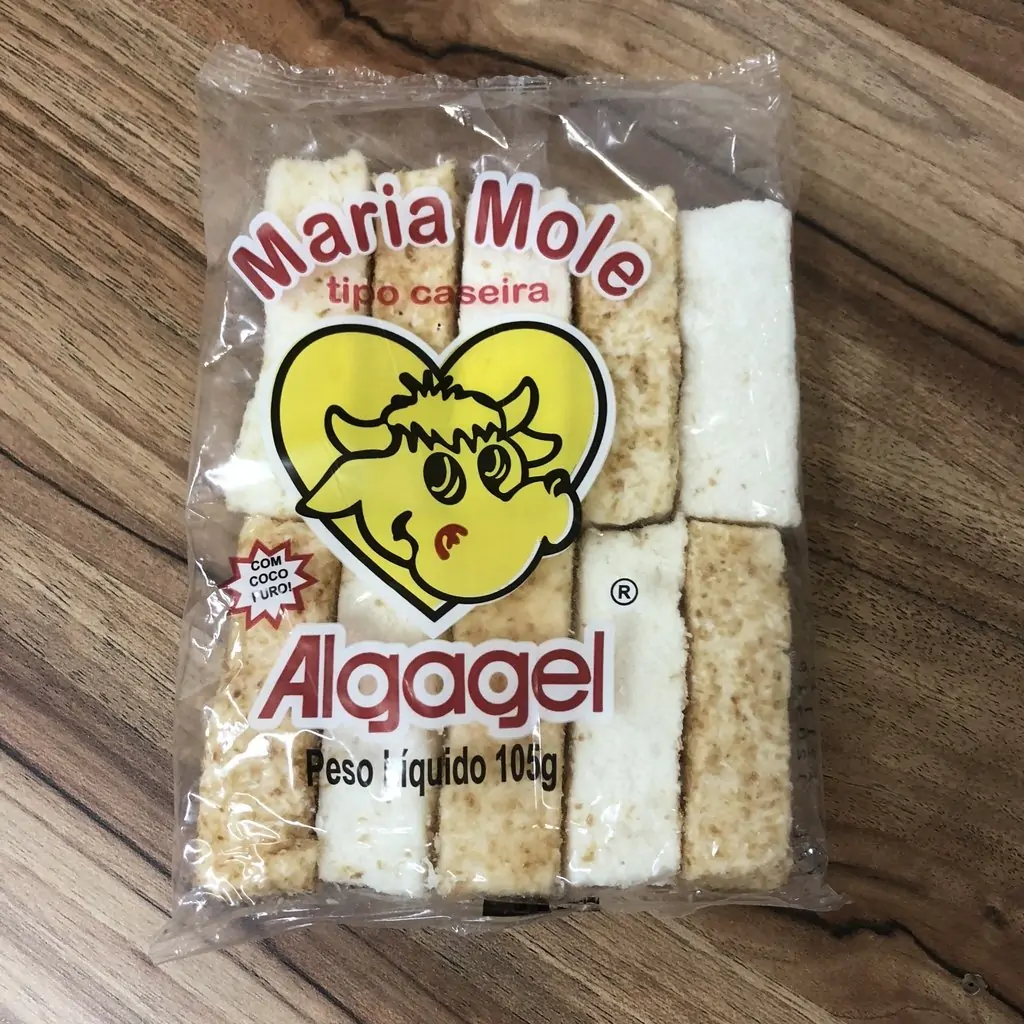 Maria Mole
tipo caseira
COM
COCO
PURO!
®
Algagel
Peso Líquido 105g